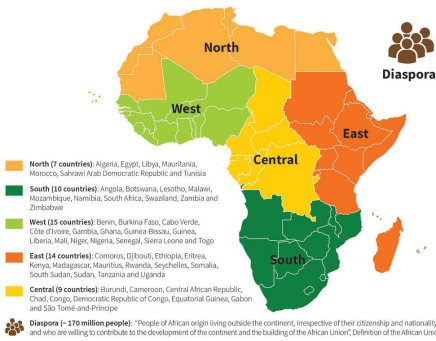 North
Diaspora
West
East
Central
South
North (7 countries): Algeria, Egypt, Libya, Mauritania,
Morocco, Sahrawi Arab Democratic Republic and Tunisia
South (10 countries): Angola, Botswana, Lesotho, Malawi,
Mozambique, Namibia, South Africa, Swaziland, Zambia and
Zimbabwe
West (15 countries): Benin, Burkina Faso, Cabo Verde,
Côte d'Ivoire, Gambia, Ghana, Guinea-Bissau, Guinea,
Liberia, Mali, Niger, Nigeria, Senegal, Sierra Leone and Togo
East (14 countries): Comoros, Djibouti, Ethiopia, Eritrea,
Kenya, Madagascar, Mauritius, Rwanda, Seychelles, Somalia,
South Sudan, Sudan, Tanzania and Uganda
Central (9 countries): Burundi, Cameroon, Central African Republic,
Chad, Congo, Democratic Republic of Congo, Equatorial Guinea, Gabon
and São Tomé and Príncipe
Diaspora (~ 170 million people): "People of African origin living outside the continent, irrespective of their citizenship and nationality
and who are willing to contribute to the development of the continent and the building of the African Union", Definition of the African Unio